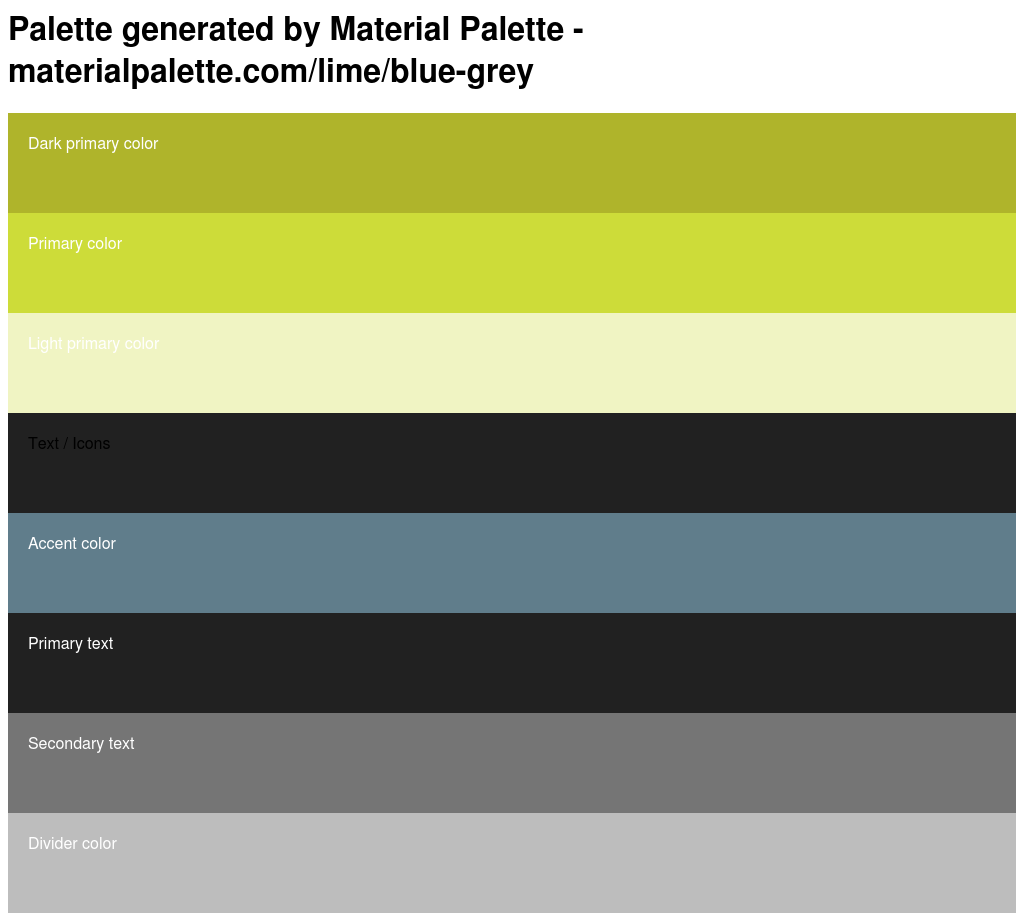 Palette generated by Material Palette -
materialpalette.com/lime/blue-grey
Dark primary color
Primary color
Light primary color
Text / Icons
Accent color
Primary text
Secondary text
Divider color